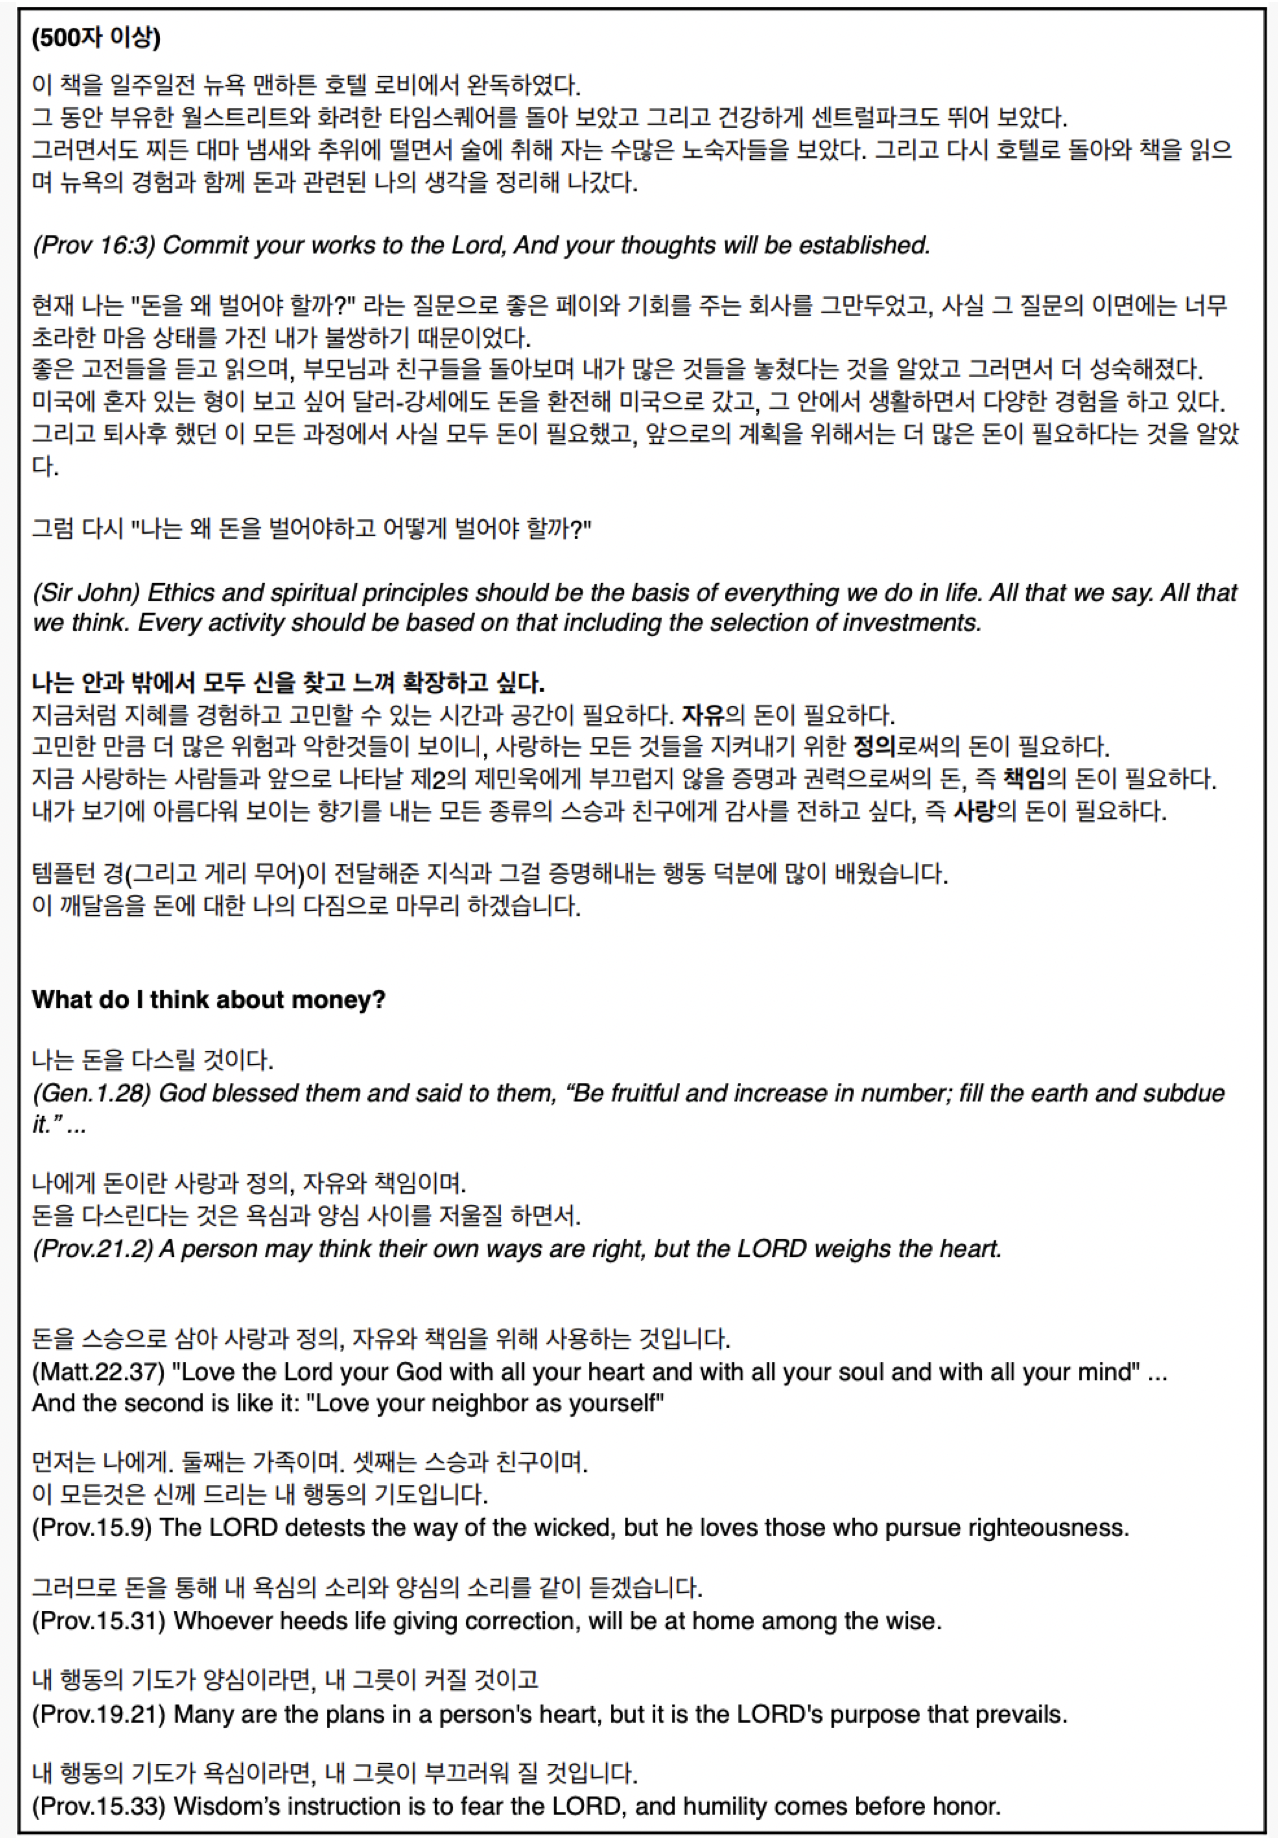 (500자 이상)
이 책을 일주일전 뉴욕 맨하튼 호텔 로비에서 완독하였다.
그 동안 부유한 월스트리트와 화려한 타임스퀘어를 돌아 보았고 그리고 건강하게 센트럴파크도 뛰어 보았다.
그러면서도 찌든 대마 냄새와 추위에 떨면서 술에 취해 자는 수많은 노숙자들을 보았다. 그리고 다시 호텔로 돌아와 책을 읽으
며 뉴욕의 경험과 함께 돈과 관련된 나의 생각을 정리해 나갔다.
(Prov 16:3) Commit your works to the Lord, And your thoughts will be established.
현재 나는 "돈을 왜 벌어야 할까?" 라는 질문으로 좋은 페이와 기회를 주는 회사를 그만두었고, 사실 그 질문의 이면에는 너무
초라한 마음 상태를 가진 내가 불쌍하기 때문이었다.
좋은 고전들을 듣고 읽으며, 부모님과 친구들을 돌아보며 내가 많은 것들을 놓쳤다는 것을 알았고 그러면서 더 성숙해졌다.
미국에 혼자 있는 형이 보고 싶어 달러-강세에도 돈을 환전해 미국으로 갔고, 그 안에서 생활하면서 다양한 경험을 하고 있다.
그리고 퇴사후 했던 이 모든 과정에서 사실 모두 돈이 필요했고, 앞으로의 계획을 위해서는 더 많은 돈이 필요하다는 것을 알았
다.
그럼 다시 "나는 왜 돈을 벌어야하고 어떻게 벌어야 할까?"
(Sir John) Ethics and spiritual principles should be the basis of everything we do in life. All that we say. All that
we think. Every activity should be based on that including the selection of investments.
나는 안과 밖에서 모두 신을 찾고 느껴 확장하고 싶다.
지금처럼 지혜를 경험하고 고민할 수 있는 시간과 공간이 필요하다. 자유의 돈이 필요하다.
고민한 만큼 더 많은 위험과 악한것들이 보이니, 사랑하는 모든 것들을 지켜내기 위한 정의로써의 돈이 필요하다.
지금 사랑하는 사람들과 앞으로 나타날 제2의 제민욱에게 부끄럽지 않을 증명과 권력으로써의 돈, 즉 책임의 돈이 필요하다.
내가 보기에 아름다워 보이는 향기를 내는 모든 종류의 스승과 친구에게 감사를 전하고 싶다, 즉 사랑의 돈이 필요하다.
템플턴 경(그리고 게리 무어)이 전달해준 지식과 그걸 증명해내는 행동 덕분에 많이 배웠습니다.
이 깨달음을 돈에 대한 나의 다짐으로 마무리 하겠습니다.
What do I think about money?
나는 돈을 다스릴 것이다.
(Gen.1.28) God blessed them and said to them, “Be fruitful and increase in number; fill the earth and subdue
it.” ...
나에게 돈이란 사랑과 정의, 자유와 책임이며.
돈을 다스린다는 것은 욕심과 양심 사이를 저울질 하면서.
(Prov.21.2) A person may think their own ways are right, but the LORD weighs the heart.
돈을 스승으로 삼아 사랑과 정의, 자유와 책임을 위해 사용하는 것입니다.
(Matt.22.37) "Love the Lord your God with all your heart and with all your soul and with all your mind" ...
And the second is like it: "Love your neighbor as yourself"
먼저는 나에게. 둘째는 가족이며. 셋째는 스승과 친구이며.
이 모든것은 신께 드리는 내 행동의 기도입니다.
(Prov.15.9) The LORD detests the way of the wicked, but he loves those who pursue righteousness.
그러므로 돈을 통해 내 욕심의 소리와 양심의 소리를 같이 듣겠습니다.
(Prov.15.31) Whoever heeds life giving correction, will be at home among the wise.
내 행동의 기도가 양심이라면, 내 그릇이 커질 것이고
(Prov.19.21) Many are the plans in a person's heart, but it is the LORD's purpose that prevails.
내 행동의 기도가 욕심이라면, 내 그릇이 부끄러워 질 것입니다.
(Prov.15.33) Wisdom’s instruction is to fear the LORD, and humility comes before honor.